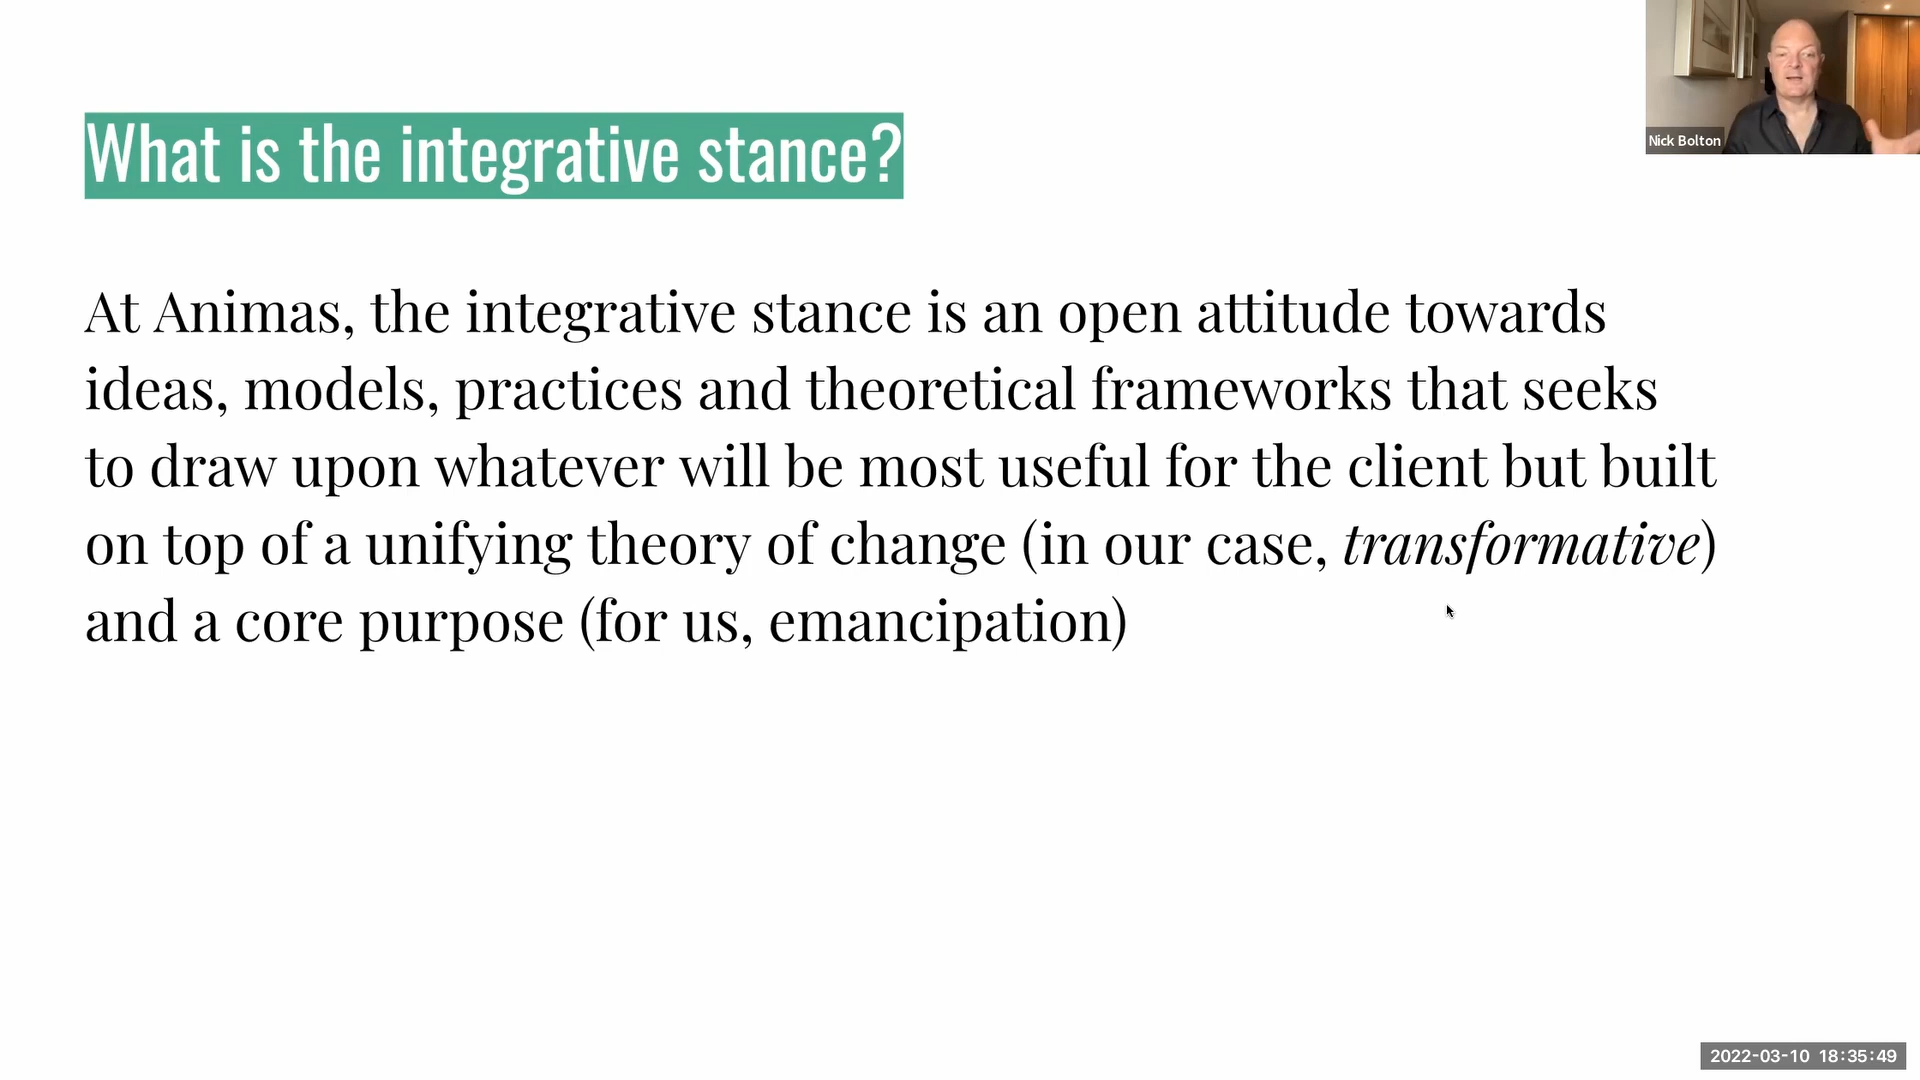 What is the integrative stance?
Nick Bolton
At Animas, the integrative stance is an open attitude towards
ideas, models, practices and theoretical frameworks that seeks
to draw upon whatever will be most useful for the client but built
on top of a unifying theory of change (in our case, transformative)
and a core purpose (for us, emancipation)
2022-03-10 18:35:49